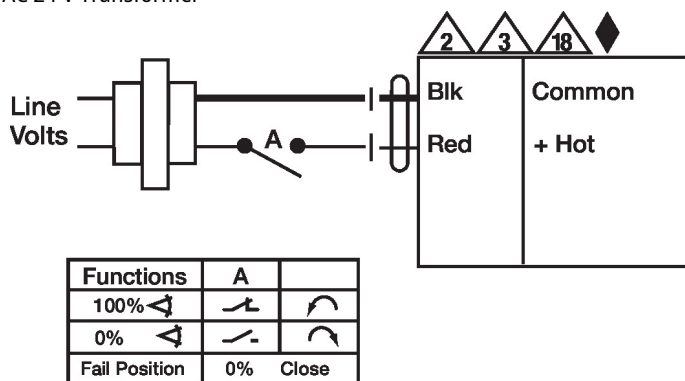 AC 24 V Transformer
2 3 18
Line
Volts
Blk Common
A
Red + Hot
Functions A
100%
0%
Fail Position 0% Close